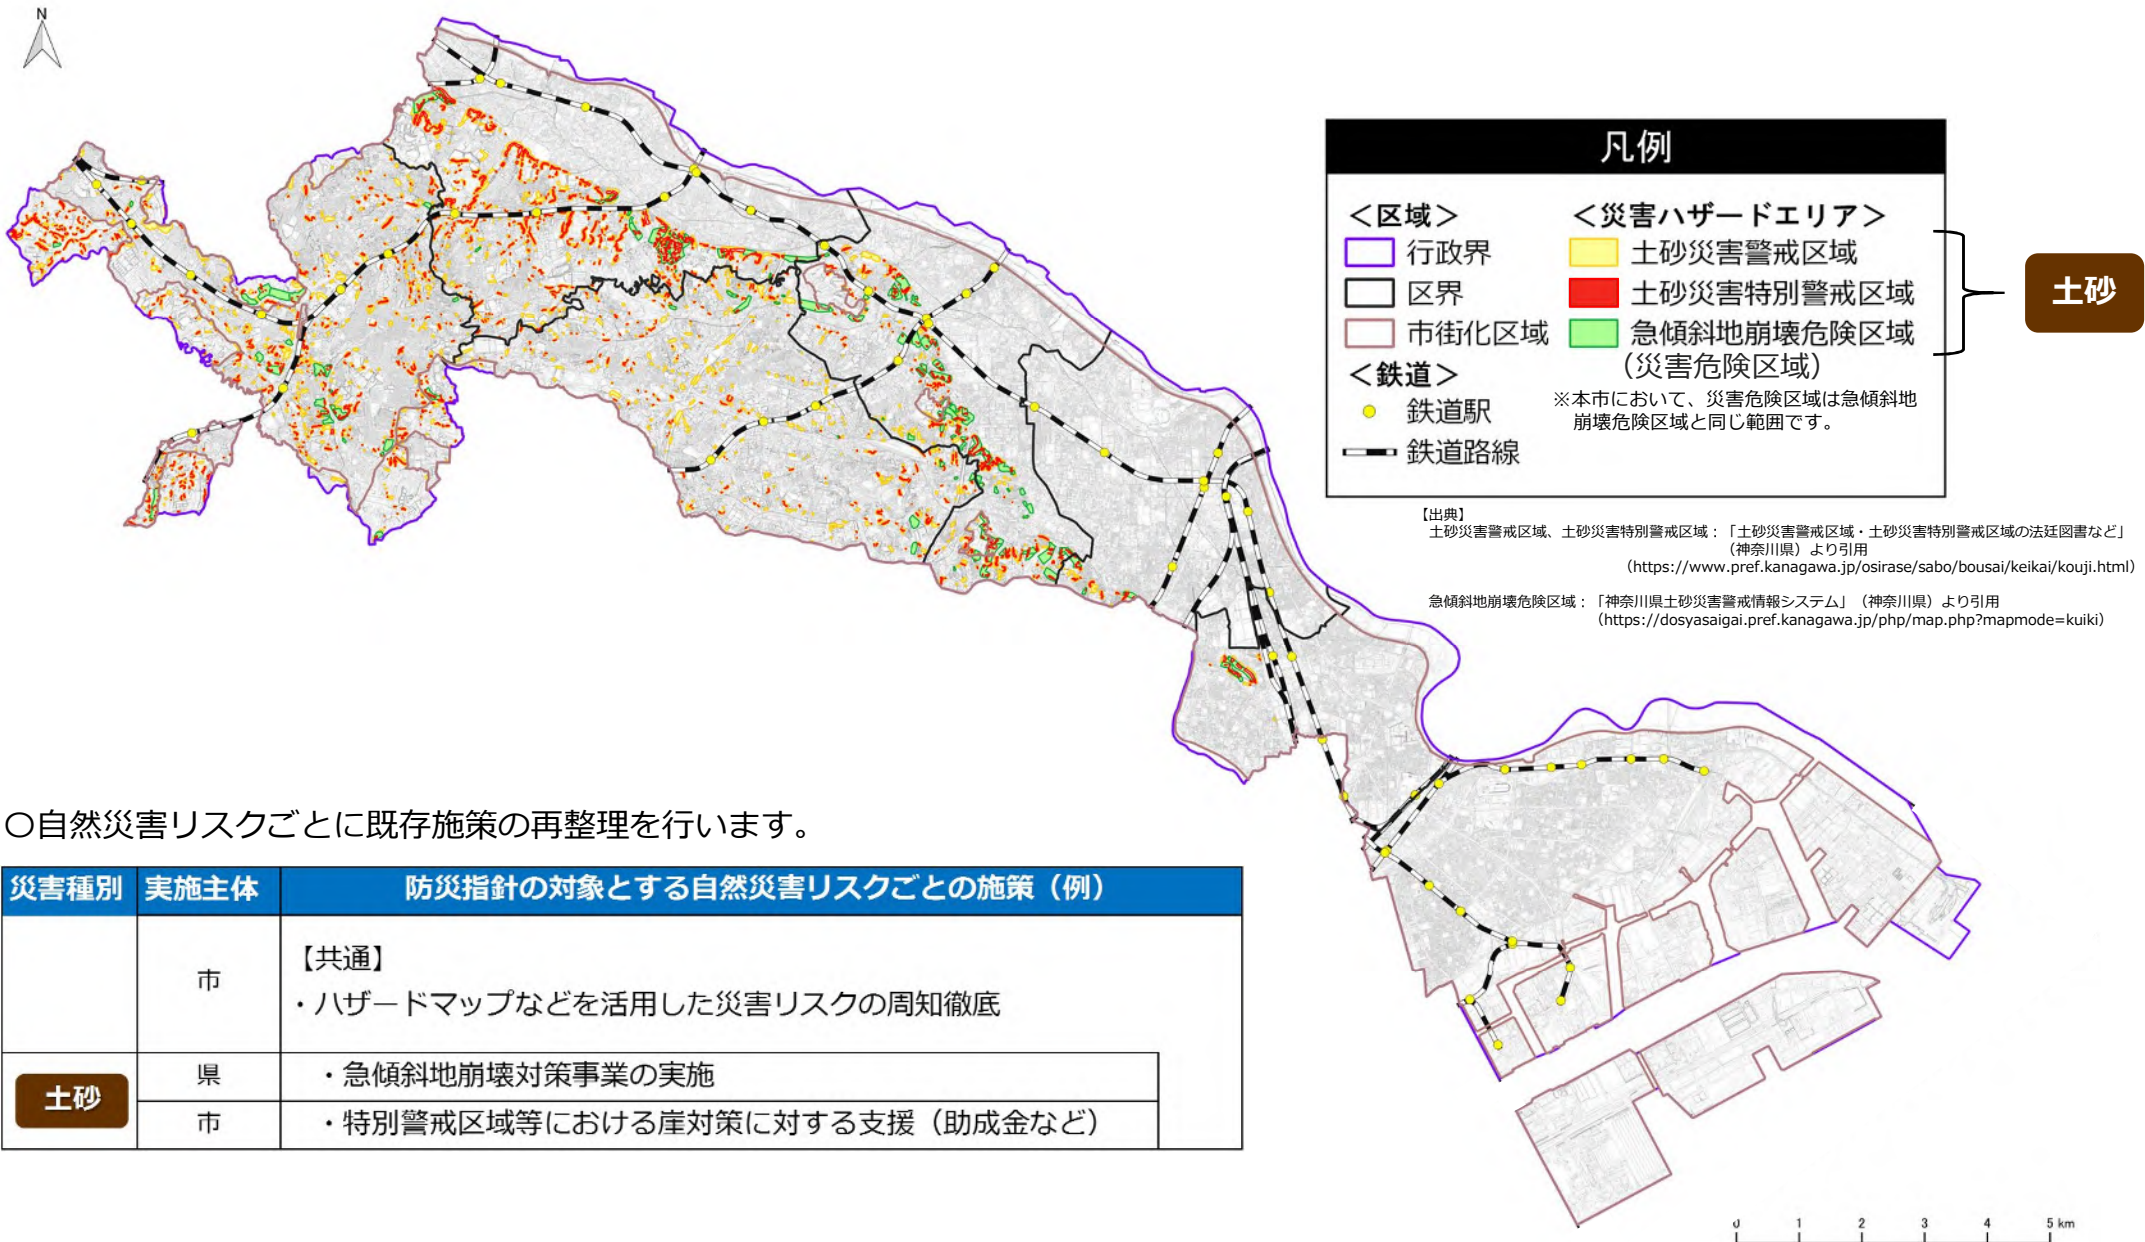 N
凡例
＜区域＞
行政界
区界
市街化区域
＜鉄道＞
鉄道駅
鉄道路線
＜災害ハザードエリア＞
土砂災害警戒区域
土砂災害特別警戒区域
急傾斜地崩壊危険区域
（災害危険区域）
※本市において、災害危険区域は急傾斜地
崩壊危険区域と同じ範囲です。
土砂
【出典】
土砂災害警戒区域、土砂災害特別警戒区域：「土砂災害警戒区域・土砂災害特別警戒区域の法廷図書など」
（神奈川県）より引用
（https://www.pref.kanagawa.jp/osirase/sabo/bousai/keikai/kouji.html）
急傾斜地崩壊危険区域：「神奈川県土砂災害警戒情報システム」（神奈川県）より引用
（https://dosyasaigai.pref.kanagawa.jp/php/map.php?mapmode=kuiki）
〇自然災害リスクごとに既存施策の再整理を行います。
災害種別 実施主体 防災指針の対象とする自然災害リスクごとの施策（例）
市
【共通】
・ハザードマップなどを活用した災害リスクの周知徹底
土砂
県 ・急傾斜地崩壊対策事業の実施
市 ・特別警戒区域等における崖対策に対する支援（助成金など）
0 1 2 3 4 5 km